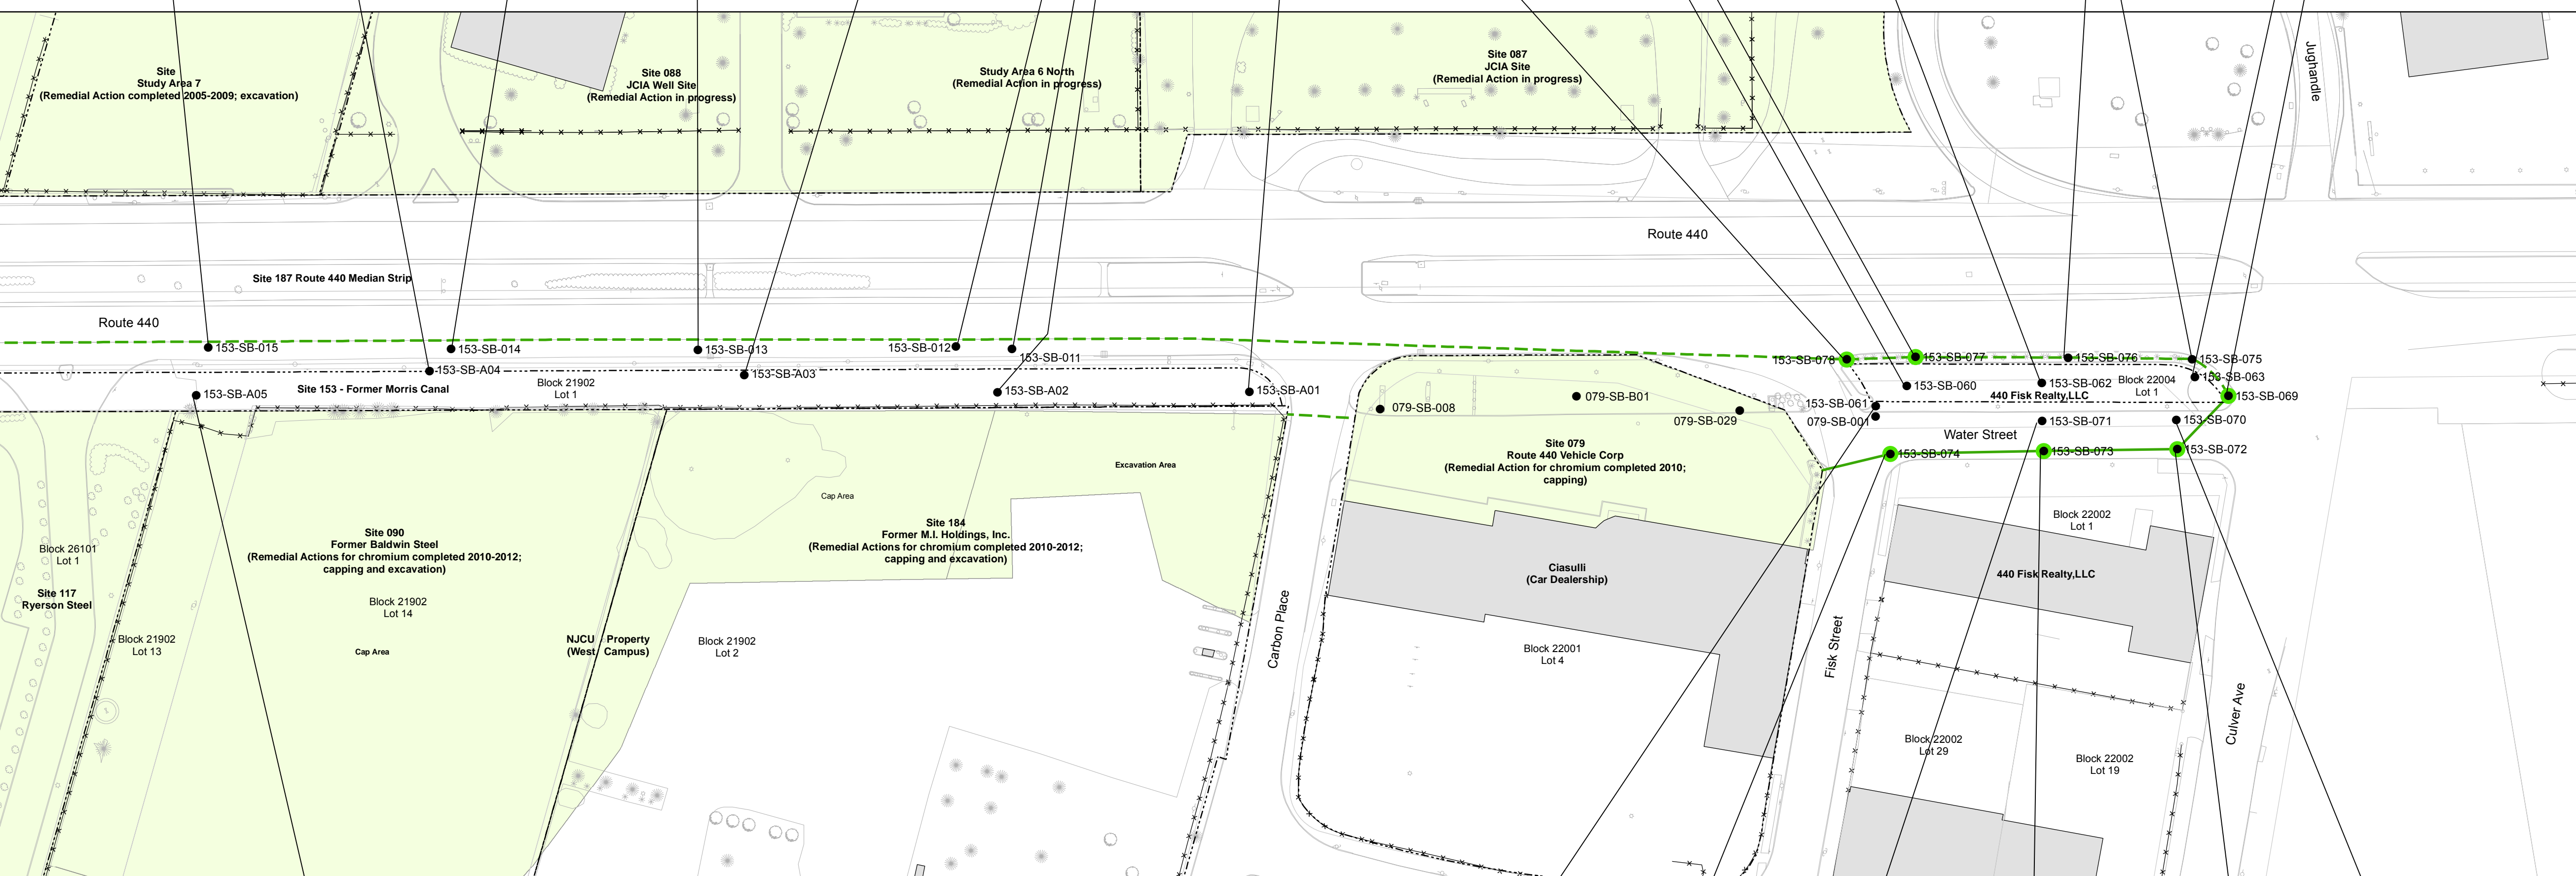 Site
Study Area 7
(Remedial Action completed 2005-2009; excavation)
Site 088
JCIA Well Site
(Remedial Action in progress)
Study Area 6 North
(Remedial Action in progress)
Site 087
JCIA Site
(Remedial Action in progress)
Jughandle
Route 440
Site 187 Route 440 Median Strip
Route 440
153-SB-015
153-SB-014
153-SB-013
153-SB-012
153-SB-011
153-SB-078
153-SB-077
153-SB-076
153-SB-075
153-SB-A04
153-SB-A03
153-SB-063
153-SB-A05
Site 153 - Former Morris Canal
Block 21902
Lot 1
153-SB-A02
153-SB-A01
079-SB-008
079-SB-B01
079-SB-029
153-SB-060
153-SB-062
Block 22004
Lot 1
440 Fisk Realty,LLC
153-SB-069
153-SB-061
079-SB-001
153-SB-071
153-SB-070
Water Street
153-SB-074
153-SB-073
153-SB-072
Site 079
Route 440 Vehicle Corp
(Remedial Action for chromium completed 2010;
capping)
Excavation Area
Cap Area
Site 184
Former M.I. Holdings, Inc.
(Remedial Actions for chromium completed 2010-2012;
capping and excavation)
Site 090
Former Baldwin Steel
(Remedial Actions for chromium completed 2010-2012;
capping and excavation)
Block 26101
Lot 1
Site 117
Ryerson Steel
Block 21902
Lot 14
Block 21902
Lot 13
Cap Area
NJCU Property
(West Campus)
Block 21902
Lot 2
Carbon Place
Ciasulli
(Car Dealership)
Block 22001
Lot 4
Fisk Street
Block 22002
Lot 1
440 Fisk Realty,LLC
Block 22002
Lot 29
Block 22002
Lot 19
Culver Ave